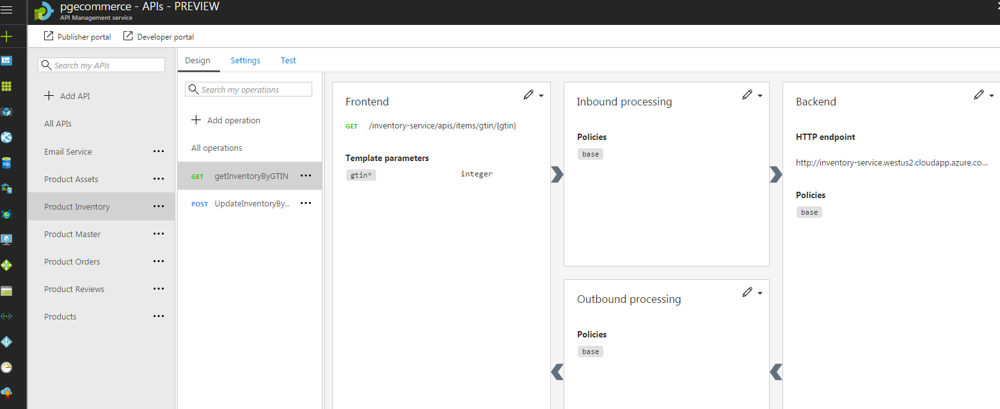 pgecommerce - APIs - PREVIEW
API Management service
Publisher portal
Developer portal
Search my APIs
Add API
All APIs
Email Service
Product Assets
Product Inventory
Product Master
Product Orders
Product Reviews
Products
Design Settings Test
Search my operations
Add operation
All operations
GET getInventoryByGTIN
POST UpdateInventoryBy..
Frontend
GET /inventory-service/apis/items/gtin/{gtin}
Template parameters
gtin* integer
Inbound processing
Policies
base
Outbound processing
Policies
base
Backend
HTTP endpoint
http://inventory-service.westus2.cloudapp.azure.co...
Policies
base
SQL